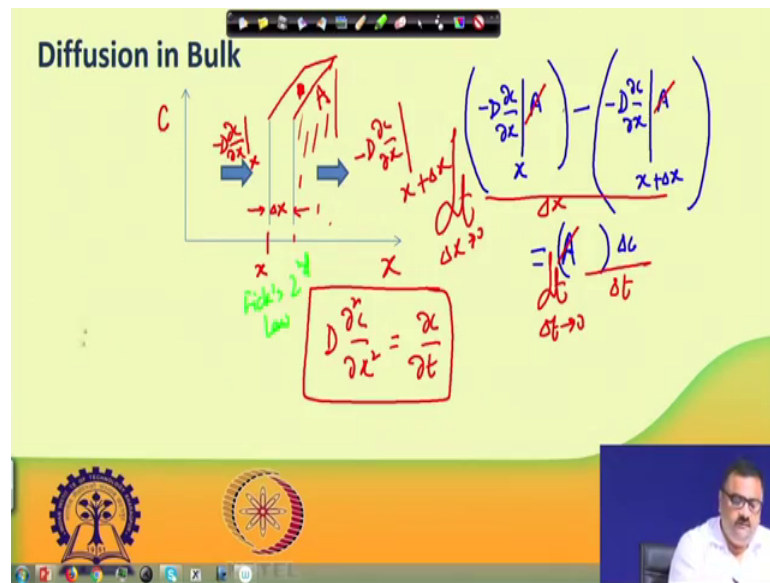 Diffusion in Bulk
C
A
-D ∂c/∂x |x
-D ∂c/∂x |x+Δx
→ Δx ←
x
x
Fick's 2nd
Law
lt Δx→0
(-D ∂c/∂x |x A) - (-D ∂c/∂x |x+Δx A)
Δx
= lt Δt→0 (A ) Δc/Δt
D ∂²c/∂x² = ∂c/∂t
1951